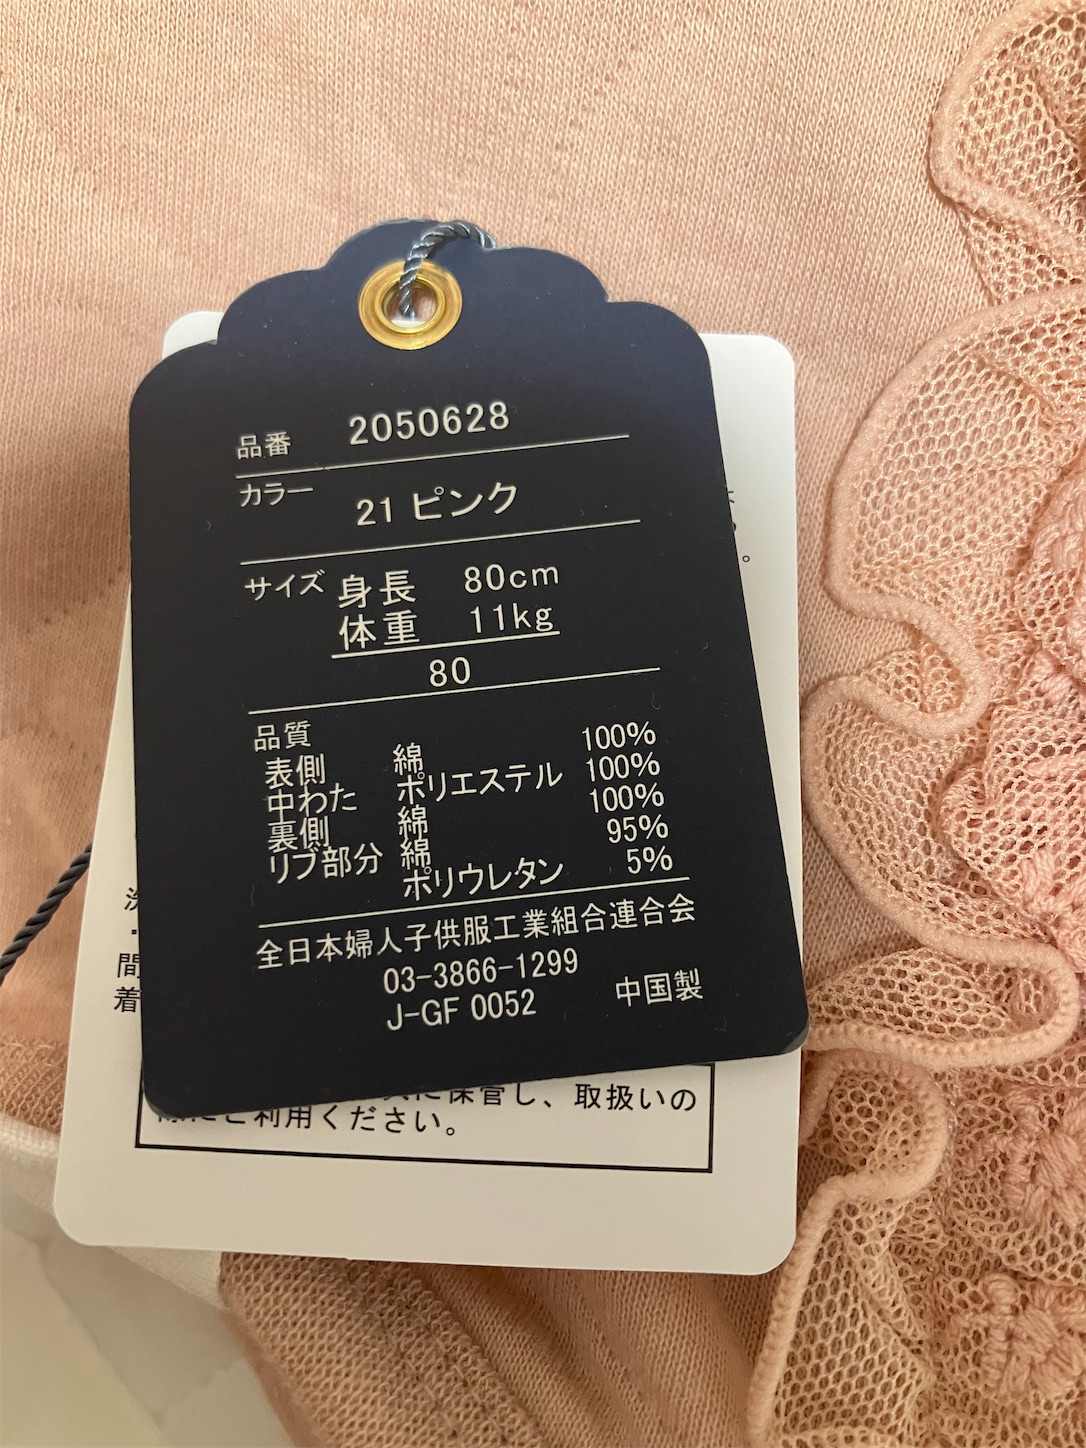 品番 2050628
カラー 21 ピンク
サイズ 身長 80cm
体重 11kg
80
品質
表側 綿 100%
中わた ポリエステル 100%
裏側 綿 100%
リブ部分 綿 95%
ポリウレタン 5%
全日本婦人子供服工業組合連合会
03-3866-1299
J-GF 0052 中国製
間
着
に保管し、取扱いの
ご利用ください。